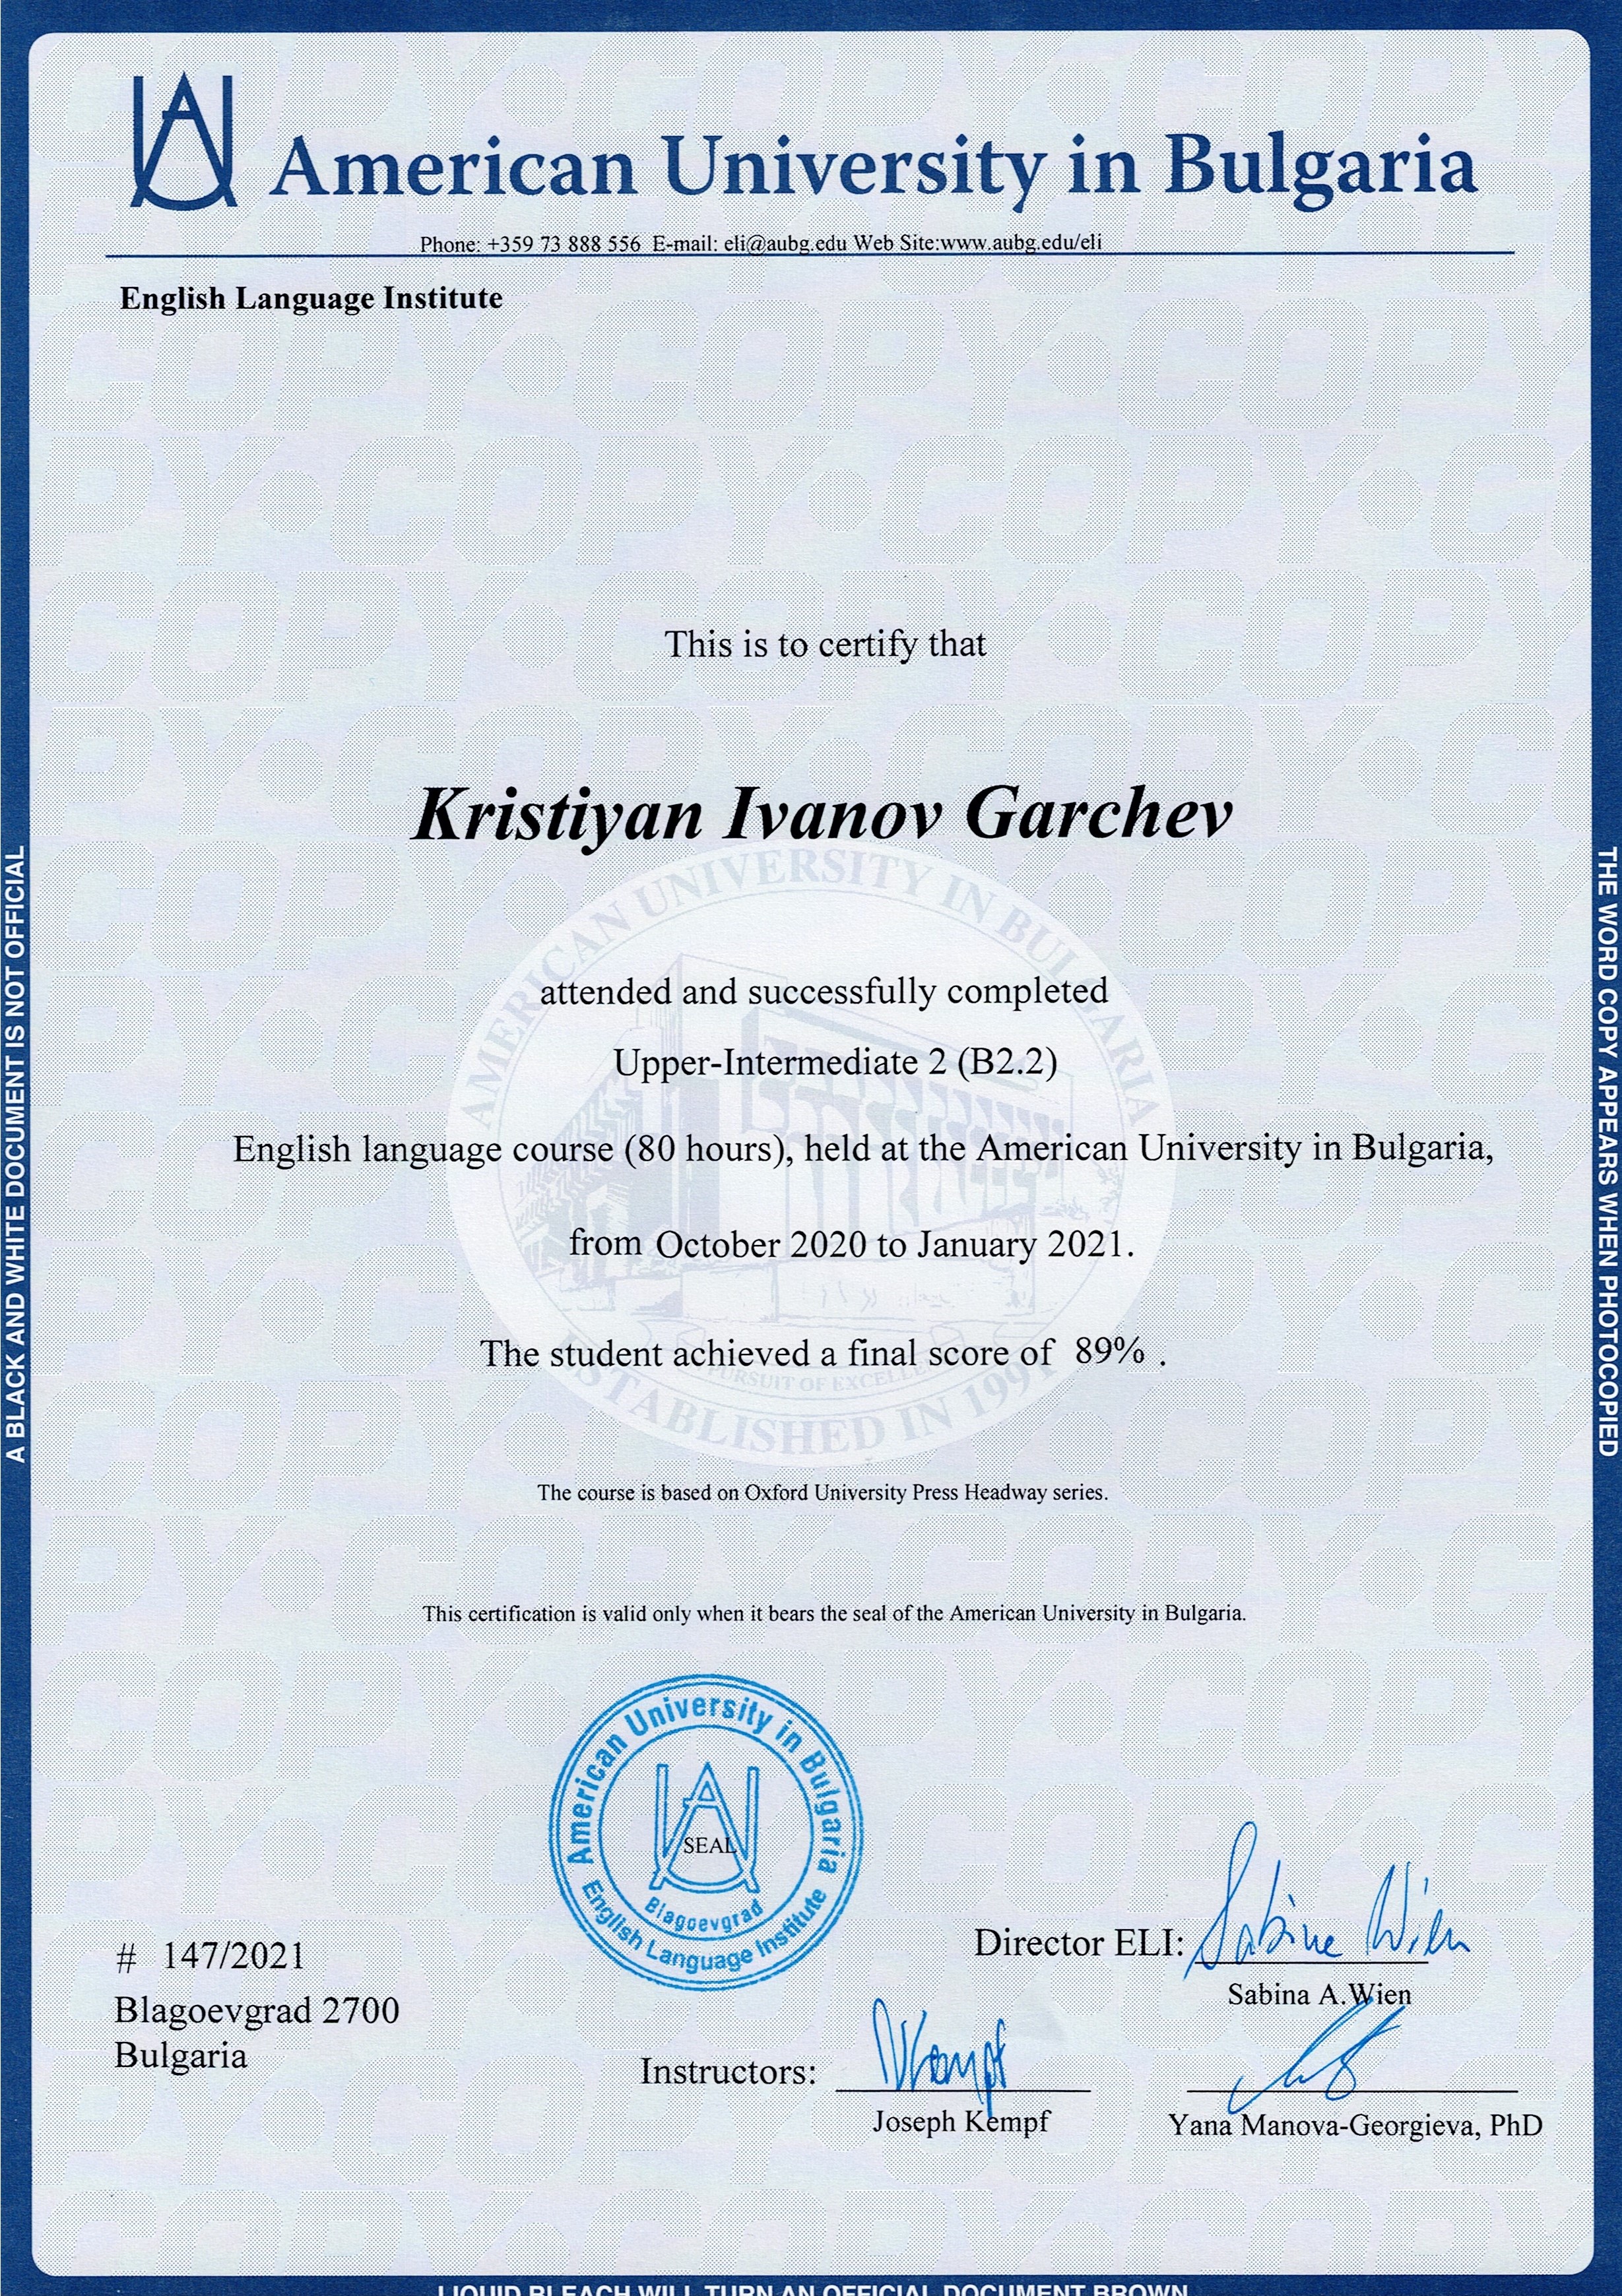 American University in Bulgaria
Phone: +359 73 888 556 E-mail: eli@aubg.edu Web Site:www.aubg.edu/eli
English Language Institute
This is to certify that
Kristiyan Ivanov Garchev
attended and successfully completed
Upper-Intermediate 2 (B2.2)
English language course (80 hours), held at the American University in Bulgaria,
from October 2020 to January 2021.
The student achieved a final score of 89% .
The course is based on Oxford University Press Headway series.
This certification is valid only when it bears the seal of the American University in Bulgaria.
American University in Bulgaria
SEAL
Blagoevgrad
English Language Institute
# 147/2021
Blagoevgrad 2700
Bulgaria
Director ELI: Sabina Wien
Sabina A.Wien
Instructors: Kempf
Joseph Kempf
Yana Manova-Georgieva, PhD
A BLACK AND WHITE DOCUMENT IS NOT OFFICIAL
THE WORD COPY APPEARS WHEN PHOTOCOPIED
LIQUID BLEACH WILL TURN AN OFFICIAL DOCUMENT BROWN
AMERICAN UNIVERSITY IN BULGARIA
ESTABLISHED IN 1991
COPY